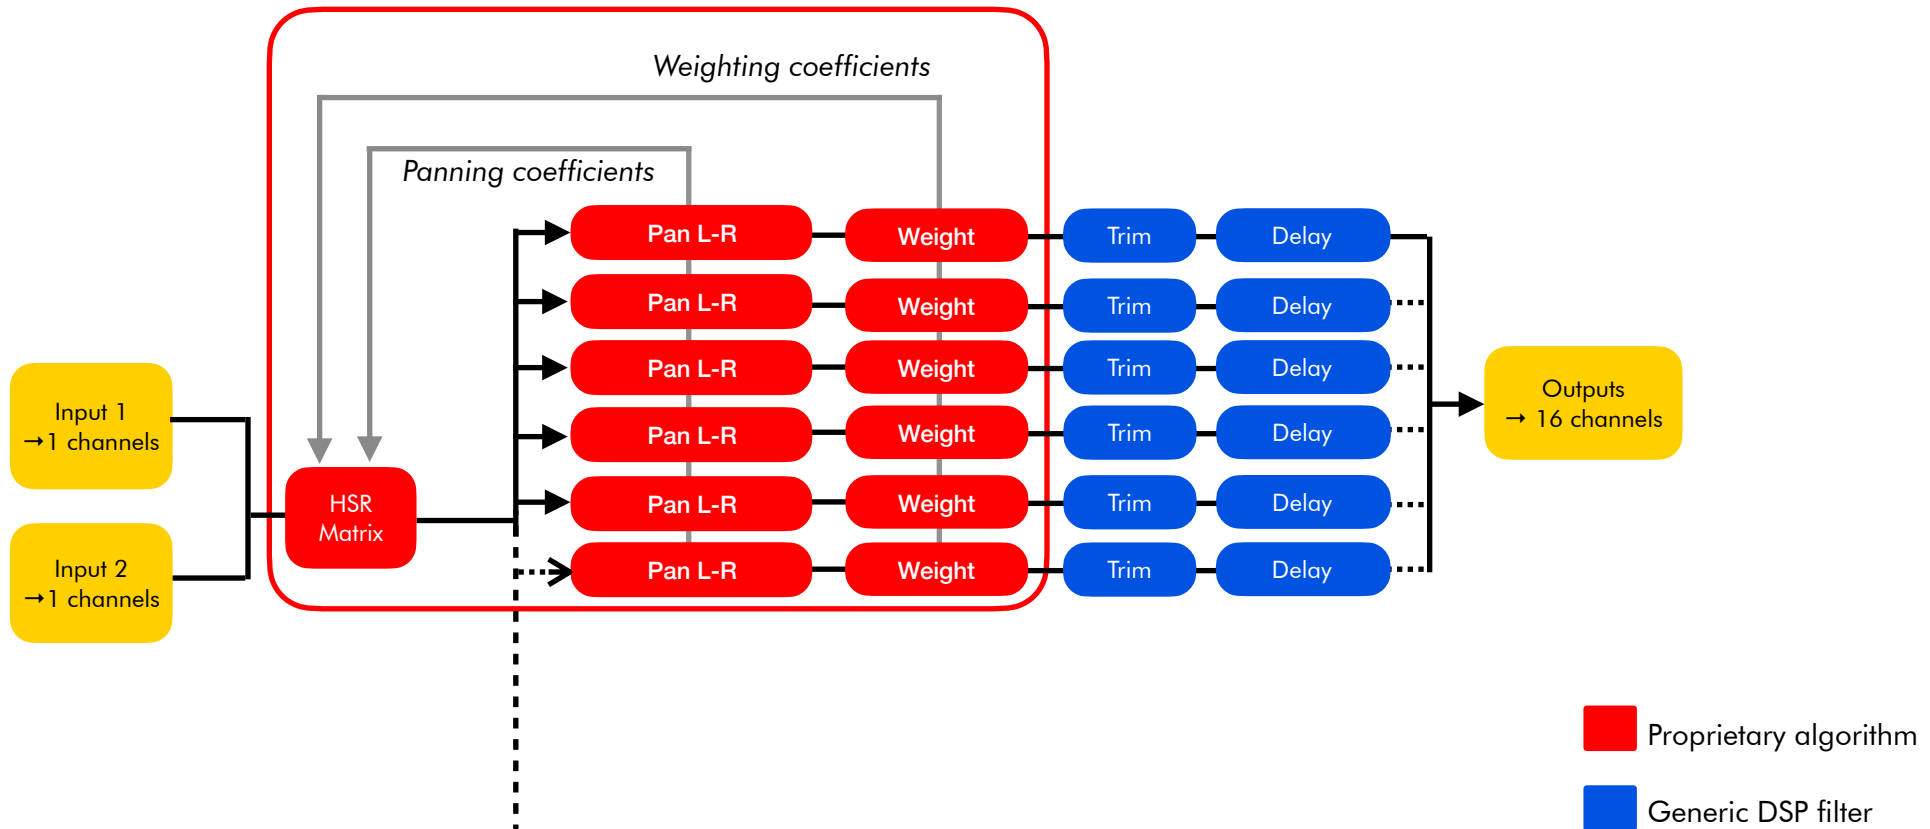 Weighting coefficients
Panning coefficients
Pan L-R Weight Trim Delay
Pan L-R Weight Trim Delay
Pan L-R Weight Trim Delay
Pan L-R Weight Trim Delay
Pan L-R Weight Trim Delay
Pan L-R Weight Trim Delay
Input 1
→1 channels
Input 2
→1 channels
HSR
Matrix
Outputs
→ 16 channels
Proprietary algorithm
Generic DSP filter